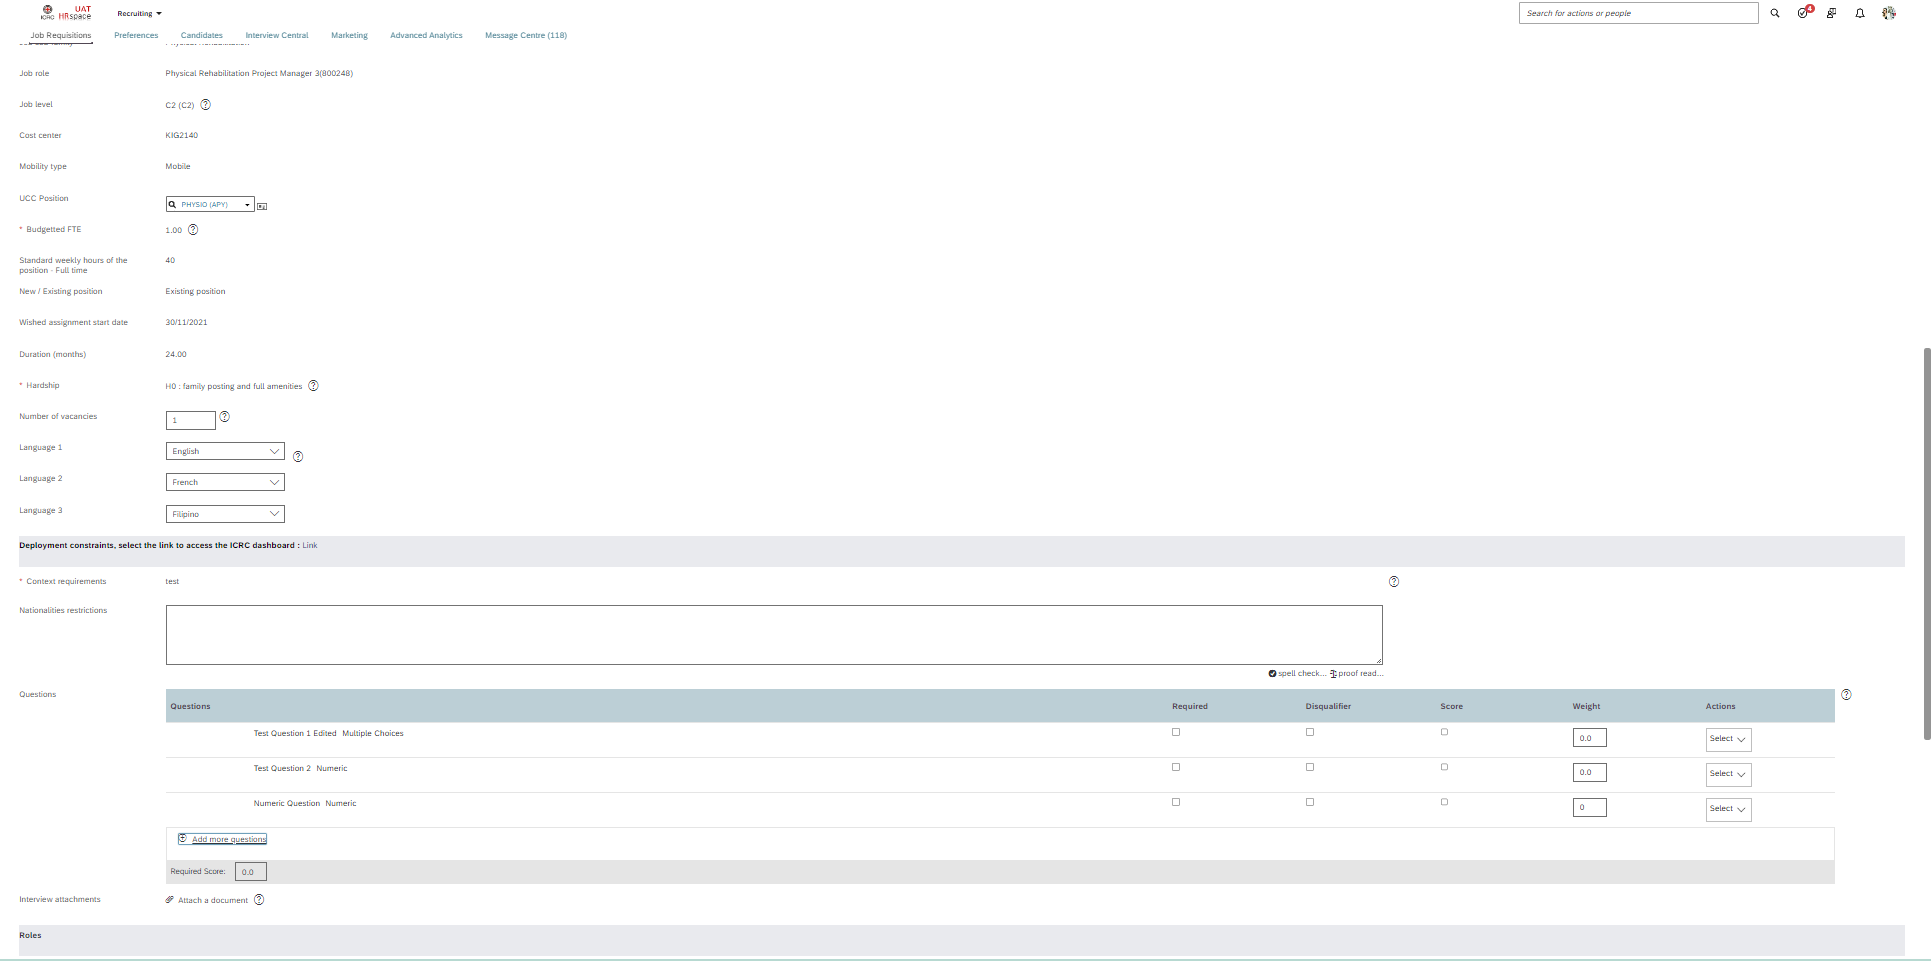 UAT
ICRC HRspace
Recruiting
Search for actions or people
4
Job Requisitions Preferences Candidates Interview Central Marketing Advanced Analytics Message Centre (118)
Job role Physical Rehabilitation Project Manager 3(800248)
Job level C2 (C2) ?
Cost center KIG2140
Mobility type Mobile
UCC Position PHYSIO (APY)
* Budgetted FTE 1.00 ?
Standard weekly hours of the
position - Full time 40
New / Existing position Existing position
Wished assignment start date 30/11/2021
Duration (months) 24.00
* Hardship H0 : family posting and full amenities ?
Number of vacancies 1 ?
Language 1 English ?
Language 2 French
Language 3 Filipino
Deployment constraints, select the link to access the ICRC dashboard : Link
* Context requirements test ?
Nationalities restrictions
spell check... proof read...
Questions ?
Questions Required Disqualifier Score Weight Actions
Test Question 1 Edited Multiple Choices 0.0 Select
Test Question 2 Numeric 0.0 Select
Numeric Question Numeric 0 Select
Add more questions
Required Score: 0.0
Interview attachments Attach a document ?
Roles